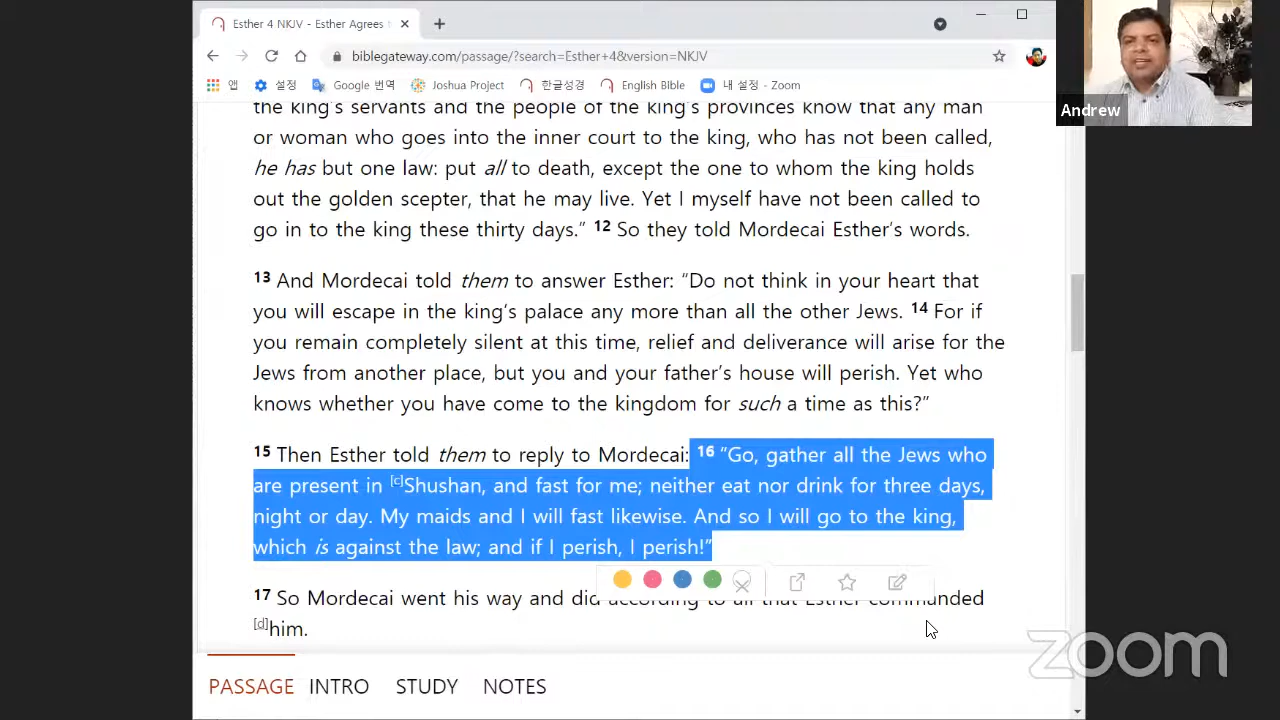 Esther 4 NKJV - Esther Agrees
biblegateway.com/passage/?search=Esther+4&version=NKJV
앱 설정 Google 번역 Joshua Project 한글성경 English Bible 내 설정 - Zoom
Andrew
the king's servants and the people of the king's provinces know that any man
or woman who goes into the inner court to the king, who has not been called,
he has but one law: put all to death, except the one to whom the king holds
out the golden scepter, that he may live. Yet I myself have not been called to
go in to the king these thirty days.” 12 So they told Mordecai Esther's words.
13 And Mordecai told them to answer Esther: “Do not think in your heart that
you will escape in the king's palace any more than all the other Jews. 14 For if
you remain completely silent at this time, relief and deliverance will arise for the
Jews from another place, but you and your father's house will perish. Yet who
knows whether you have come to the kingdom for such a time as this?”
15 Then Esther told them to reply to Mordecai: 16 “Go, gather all the Jews who
are present in [c]Shushan, and fast for me; neither eat nor drink for three days,
night or day. My maids and I will fast likewise. And so I will go to the king,
which is against the law; and if I perish, I perish!”
17 So Mordecai went his way and did according to all that Esther commanded
[d]him.
PASSAGE INTRO STUDY NOTES
zoom